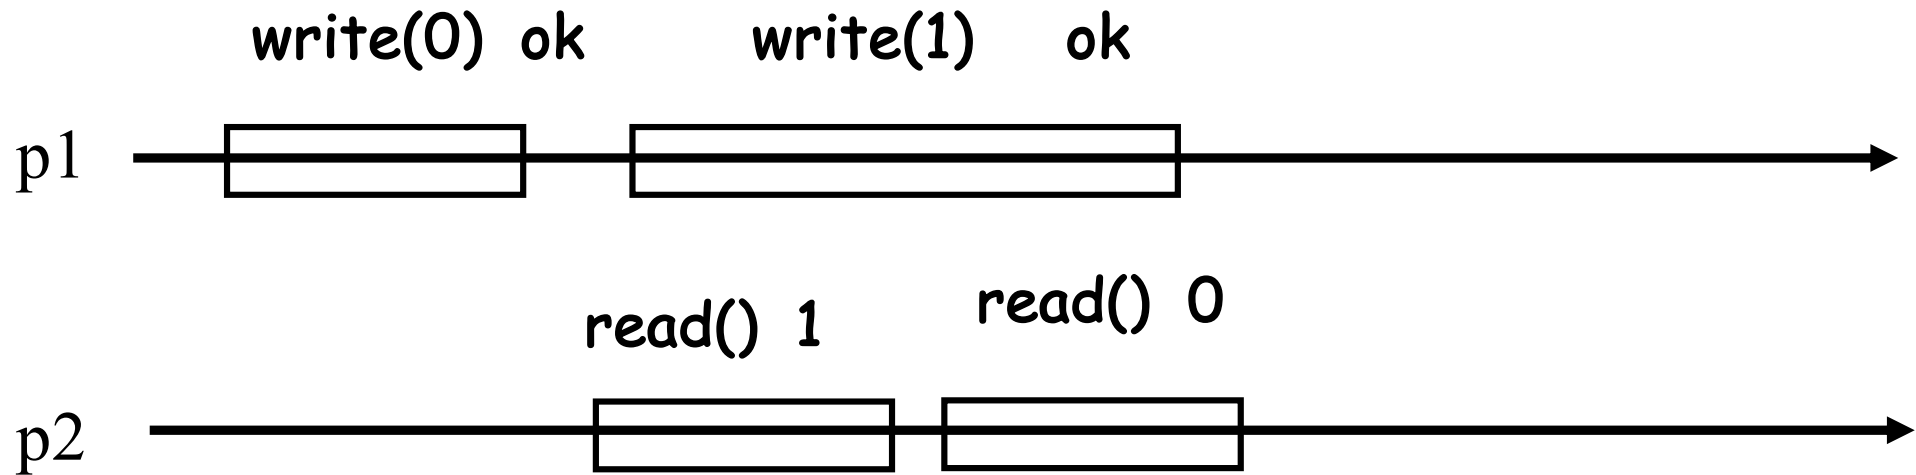 write(0) ok write(1) ok
p1
read() 1 read() 0
p2